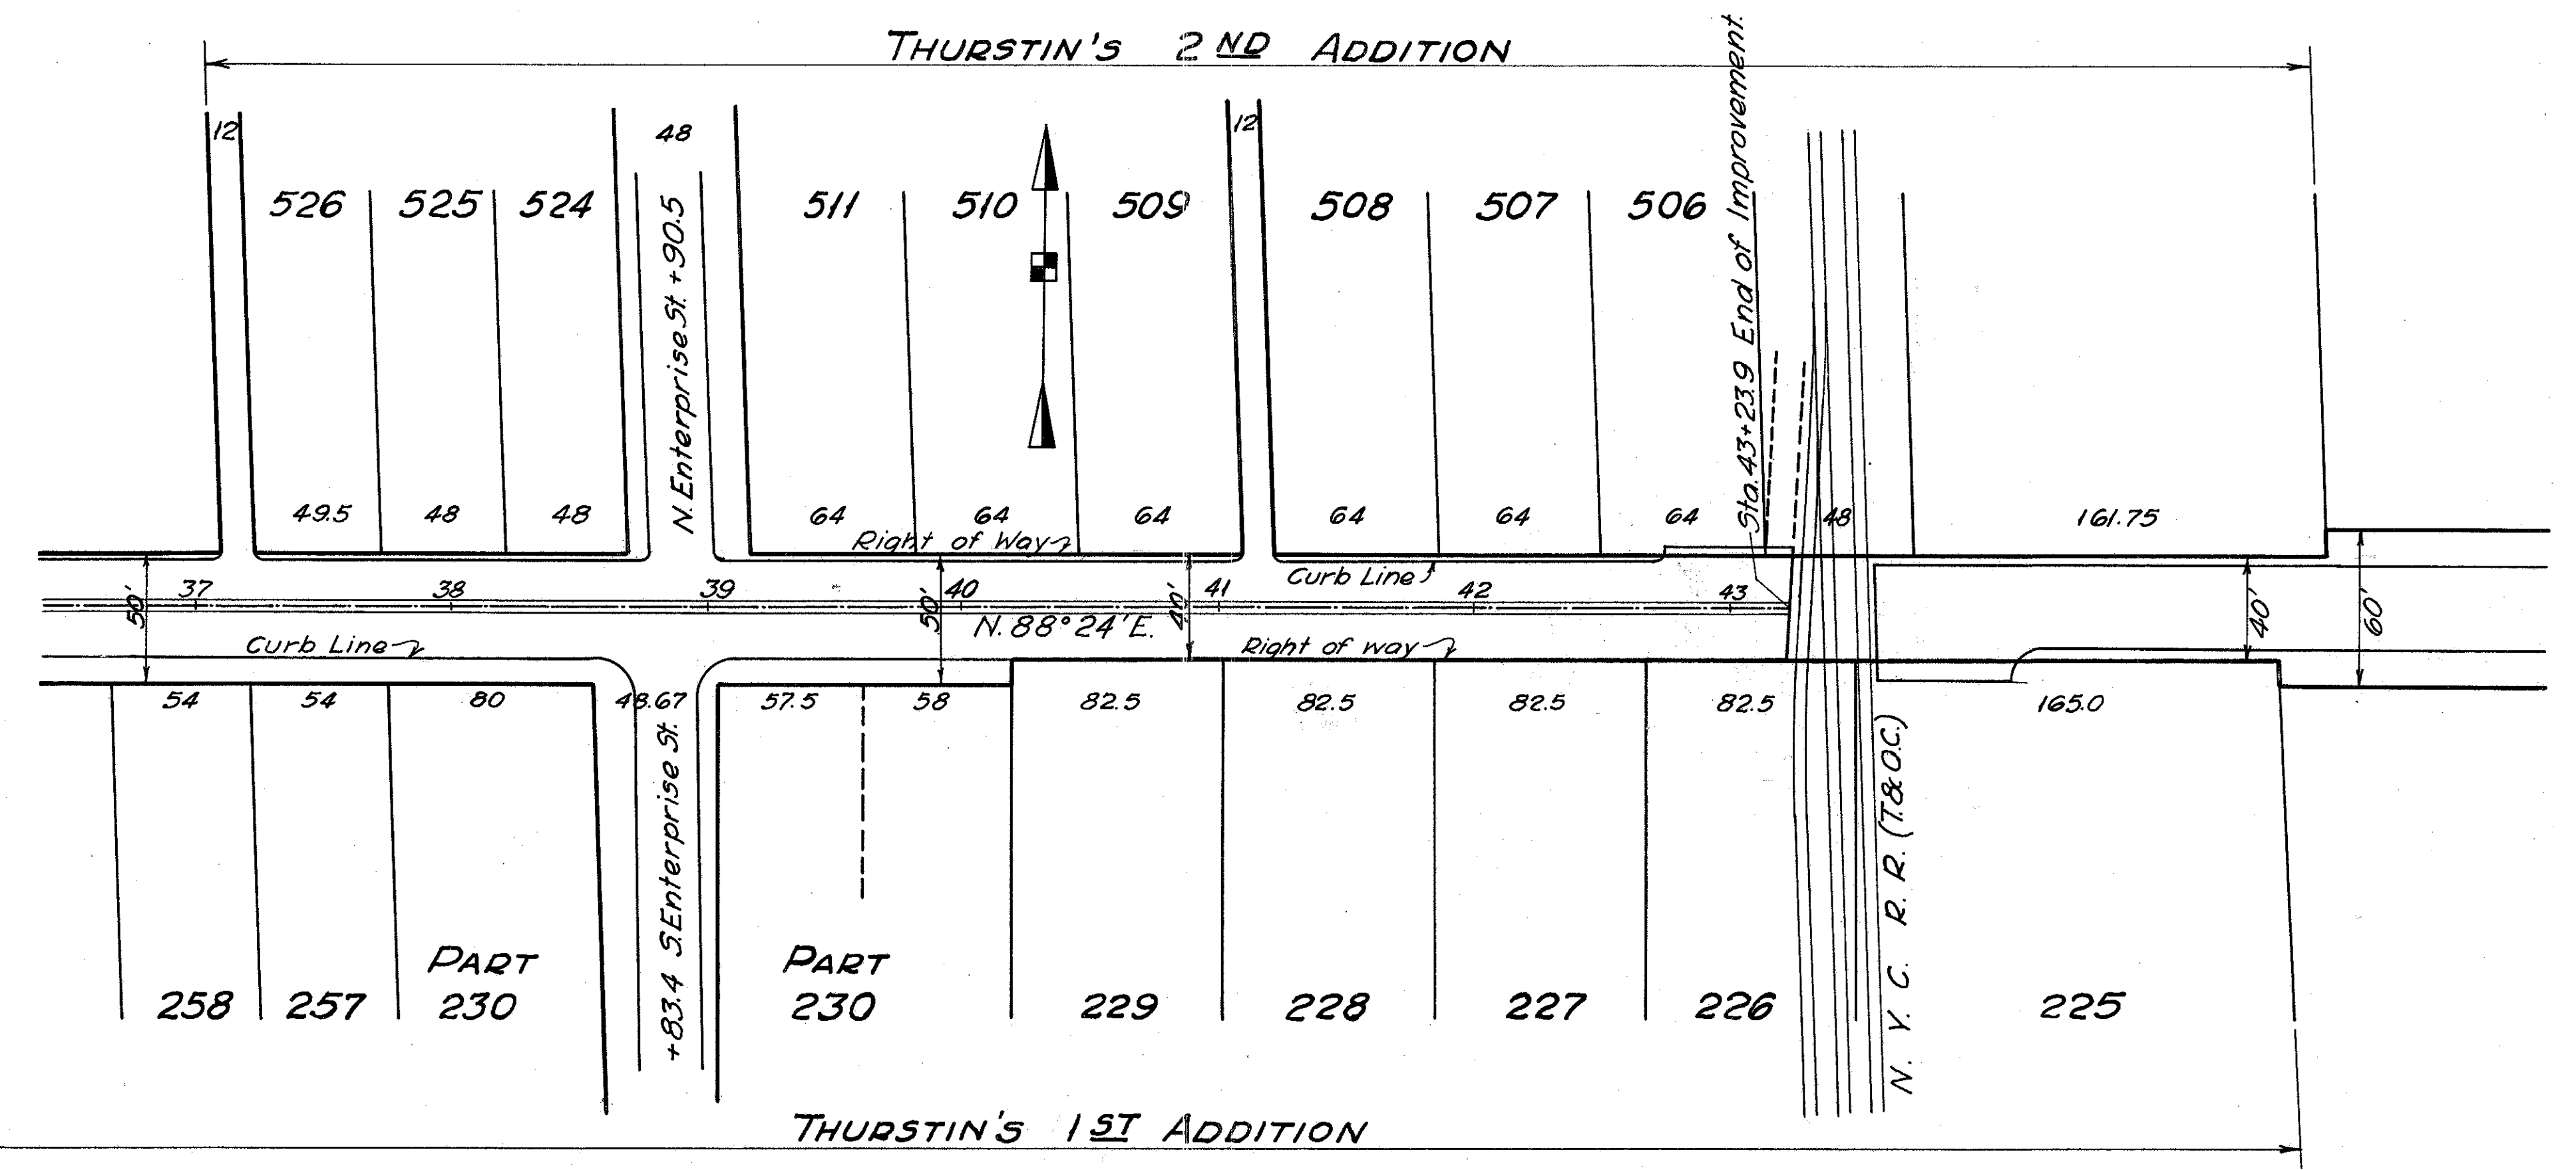 THURSTIN'S 2ND ADDITION
12
48
12
526 525 524
511 510 509
508 507 506
N. Enterprise St. +90.5
Sta. 43+23.9 End of Improvement.
49.5 48 48
64 64 64
64 64 64
48
161.75
Right of Way
Curb Line
37 38 39 40 41 42 43
50'
50'
40'
40'
60'
N. 88° 24' E.
Curb Line
Right of way
54 54 80 48.67 57.5 58 82.5 82.5 82.5 82.5 165.0
+83.4 S. Enterprise St.
N. Y. C. R. R. (T. & O. C.)
PART
PART
258 257 230 230 229 228 227 226 225
THURSTIN'S 1ST ADDITION